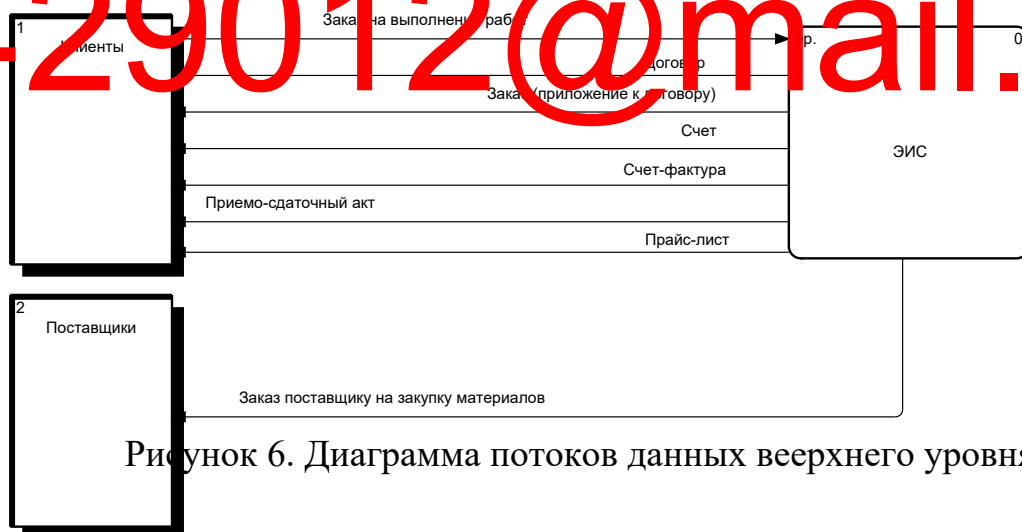 -29012@mail.
1
Клиенты
Заказ на выполнение работ
р.
0
Договор
Заказ (приложение к договору)
Счет
ЭИС
Счет-фактура
Приемо-сдаточный акт
Прайс-лист
2
Поставщики
Заказ поставщику на закупку материалов
Рисунок 6. Диаграмма потоков данных веерхнего уровня